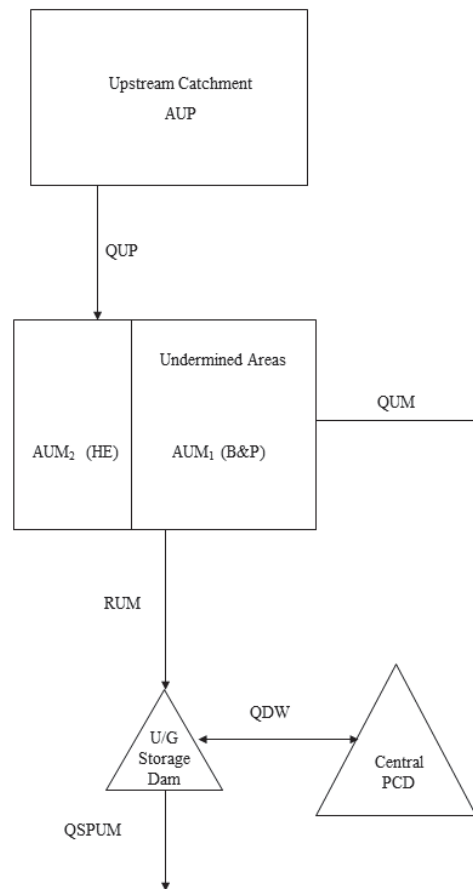 Upstream Catchment
AUP
QUP
Undermined Areas
QUM
AUM₂ (HE)
AUM₁ (B&P)
RUM
QDW
U/G
Storage
Dam
Central
PCD
QSPUM